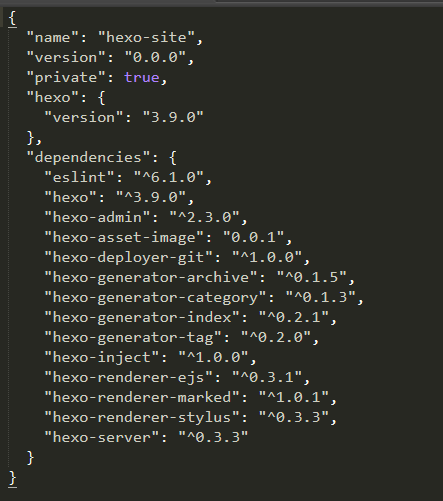 {
  "name": "hexo-site",
  "version": "0.0.0",
  "private": true,
  "hexo": {
    "version": "3.9.0"
  },
  "dependencies": {
    "eslint": "^6.1.0",
    "hexo": "^3.9.0",
    "hexo-admin": "^2.3.0",
    "hexo-asset-image": "0.0.1",
    "hexo-deployer-git": "^1.0.0",
    "hexo-generator-archive": "^0.1.5",
    "hexo-generator-category": "^0.1.3",
    "hexo-generator-index": "^0.2.1",
    "hexo-generator-tag": "^0.2.0",
    "hexo-inject": "^1.0.0",
    "hexo-renderer-ejs": "^0.3.1",
    "hexo-renderer-marked": "^1.0.1",
    "hexo-renderer-stylus": "^0.3.3",
    "hexo-server": "^0.3.3"
  }
}